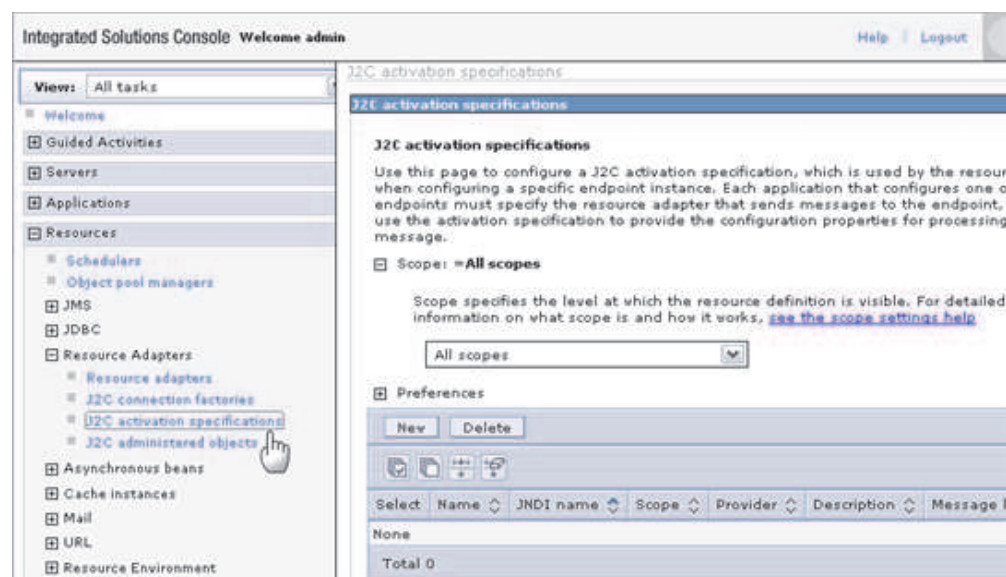 Integrated Solutions Console Welcome admin
Help Logout
View: All tasks
Welcome
Guided Activities
Servers
Applications
Resources
Schedulers
Object pool managers
JMS
JDBC
Resource Adapters
Resource adapters
J2C connection factories
J2C activation specifications
J2C administered objects
Asynchronous beans
Cache instances
Mail
URL
Resource Environment
J2C activation specifications
J2C activation specifications
J2C activation specifications
Use this page to configure a J2C activation specification, which is used by the resour
when configuring a specific endpoint instance. Each application that configures one o
endpoints must specify the resource adapter that sends messages to the endpoint,
use the activation specification to provide the configuration properties for processing
message.
Scope: =All scopes
Scope specifies the level at which the resource definition is visible. For detailed
information on what scope is and how it works, see the scope settings help
All scopes
Preferences
New Delete
Select Name JNDI name Scope Provider Description Message l
None
Total 0